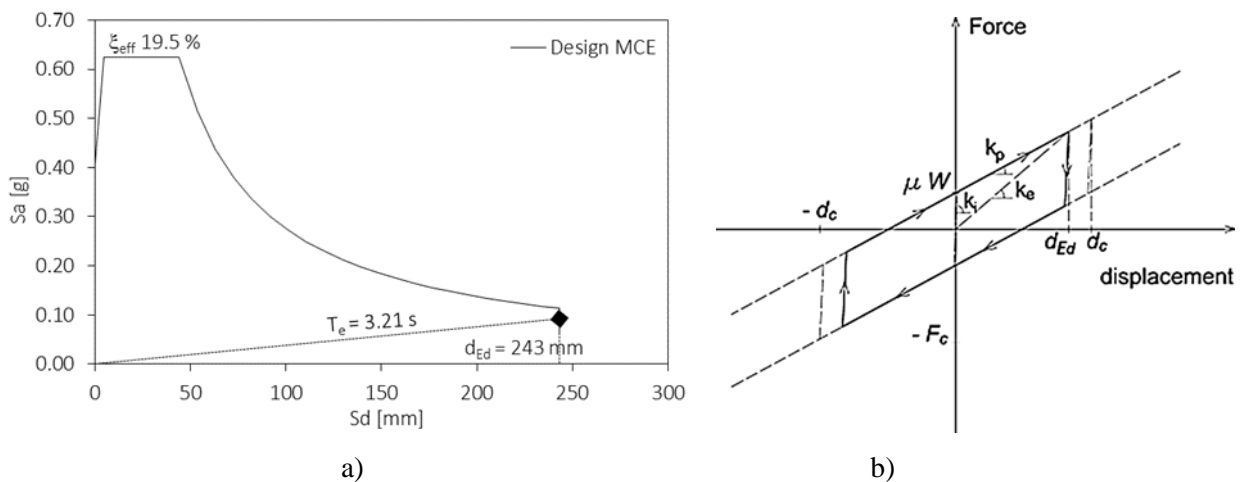 0.70
0.60
0.50
0.40
0.30
0.20
0.10
0.00
Sa [g]
ξeff 19.5 %
Design MCE
Te = 3.21 s
dEd = 243 mm
0 50 100 150 200 250 300
Sd [mm]
a)
Force
kp
μ W
ke
ki
- dc
dEd dc
displacement
- Fc
b)